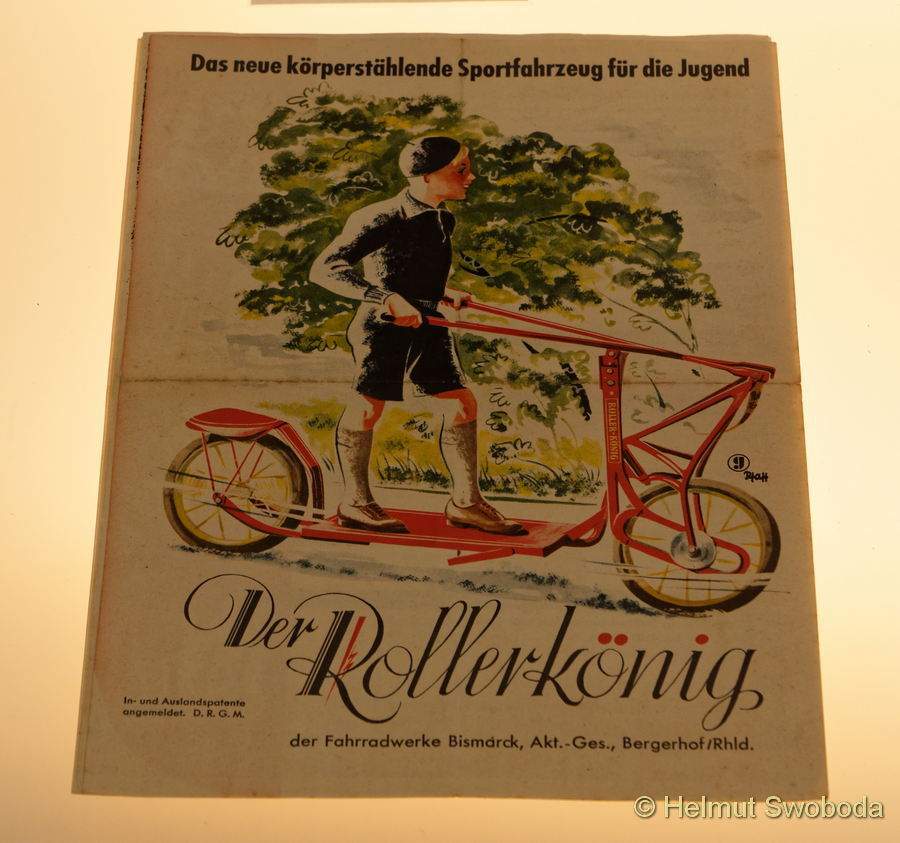 Das neue körperstählende Sportfahrzeug für die Jugend
ROLLER-KÖNIG
Der Rollerkönig
In- und Auslandspatente
angemeldet. D. R. G. M.
der Fahrradwerke Bismarck, Akt.-Ges., Bergerhof/Rhld.
© Helmut Swoboda